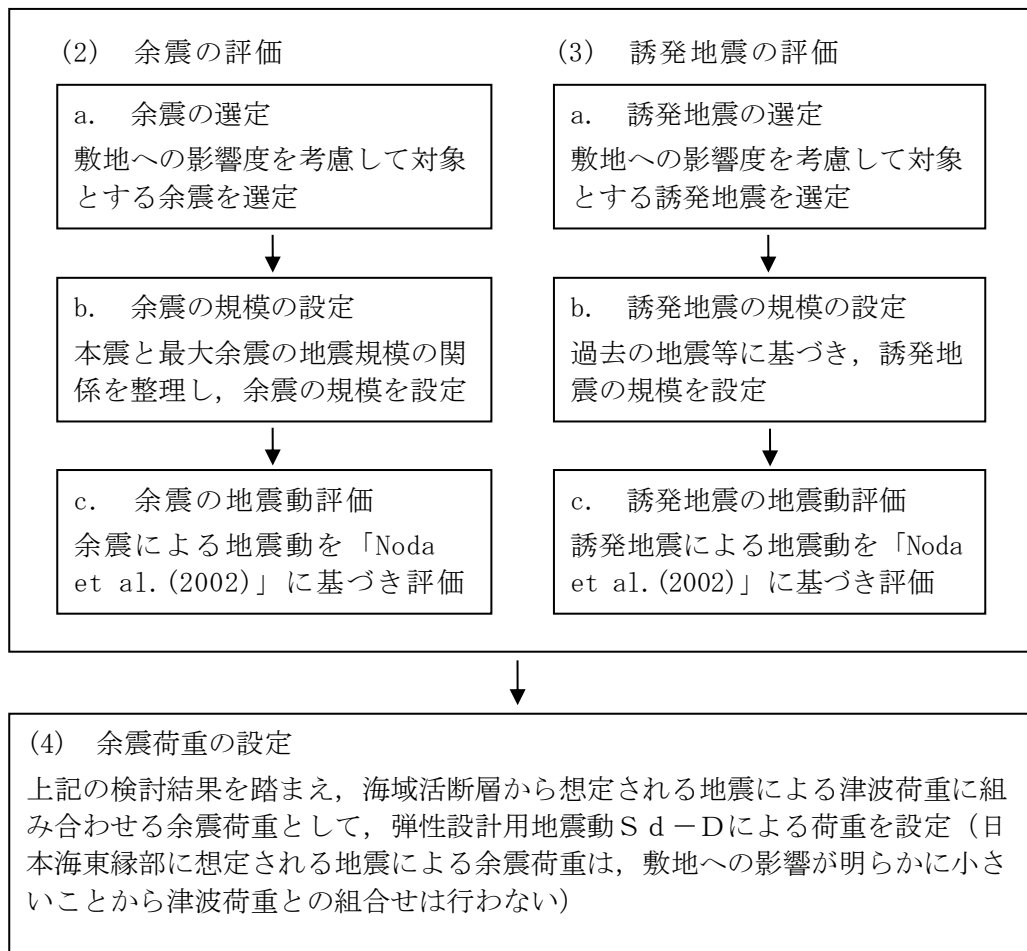 (2) 余震の評価
a. 余震の選定
敷地への影響度を考慮して対象
とする余震を選定
b. 余震の規模の設定
本震と最大余震の地震規模の関
係を整理し，余震の規模を設定
c. 余震の地震動評価
余震による地震動を「Noda
et al.(2002)」に基づき評価
(3) 誘発地震の評価
a. 誘発地震の選定
敷地への影響度を考慮して対象
とする誘発地震を選定
b. 誘発地震の規模の設定
過去の地震等に基づき，誘発地
震の規模を設定
c. 誘発地震の地震動評価
誘発地震による地震動を「Noda
et al.(2002)」に基づき評価
(4) 余震荷重の設定
上記の検討結果を踏まえ，海域活断層から想定される地震による津波荷重に組
み合わせる余震荷重として，弾性設計用地震動Ｓｄ－Ｄによる荷重を設定（日
本海東縁部に想定される地震による余震荷重は，敷地への影響が明らかに小さ
いことから津波荷重との組合せは行わない）